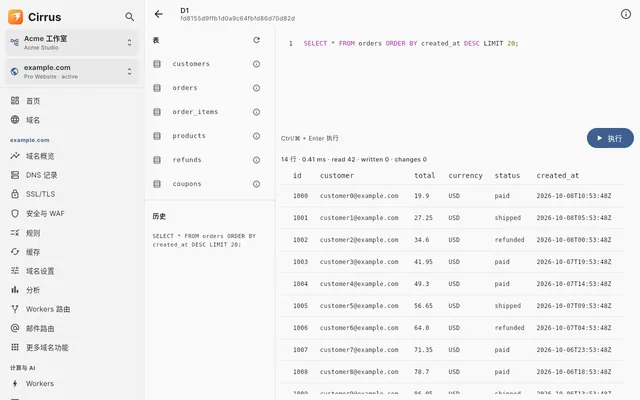 Cirrus
Acme 工作室
Acme Studio
example.com
Pro Website · active
首页
域名
example.com
域名概览
DNS 记录
SSL/TLS
安全与 WAF
规则
缓存
域名设置
分析
Workers 路由
邮件路由
更多域名功能
计算与 AI
Workers
D1
fd8155d9ffb1d0a9c64fbfd86d70d82d
表
customers
orders
order_items
products
refunds
coupons
历史
SELECT * FROM orders ORDER BY
created_at DESC LIMIT 20;
1 SELECT * FROM orders ORDER BY created_at DESC LIMIT 20;
Ctrl/⌘ + Enter 执行
执行
14 行 · 0.41 ms · read 42 · written 0 · changes 0
id customer total currency status created_at
1000 customer0@example.com 19.9 USD paid 2026-10-08T10:53:48Z
1001 customer1@example.com 27.25 USD shipped 2026-10-08T05:53:48Z
1002 customer2@example.com 34.6 USD refunded 2026-10-08T00:53:48Z
1003 customer3@example.com 41.95 USD paid 2026-10-07T19:53:48Z
1004 customer4@example.com 49.3 USD paid 2026-10-07T14:53:48Z
1005 customer5@example.com 56.65 USD shipped 2026-10-07T09:53:48Z
1006 customer6@example.com 64.0 USD refunded 2026-10-07T04:53:48Z
1007 customer7@example.com 71.35 USD paid 2026-10-06T23:53:48Z
1008 customer8@example.com 78.7 USD paid 2026-10-06T18:53:48Z